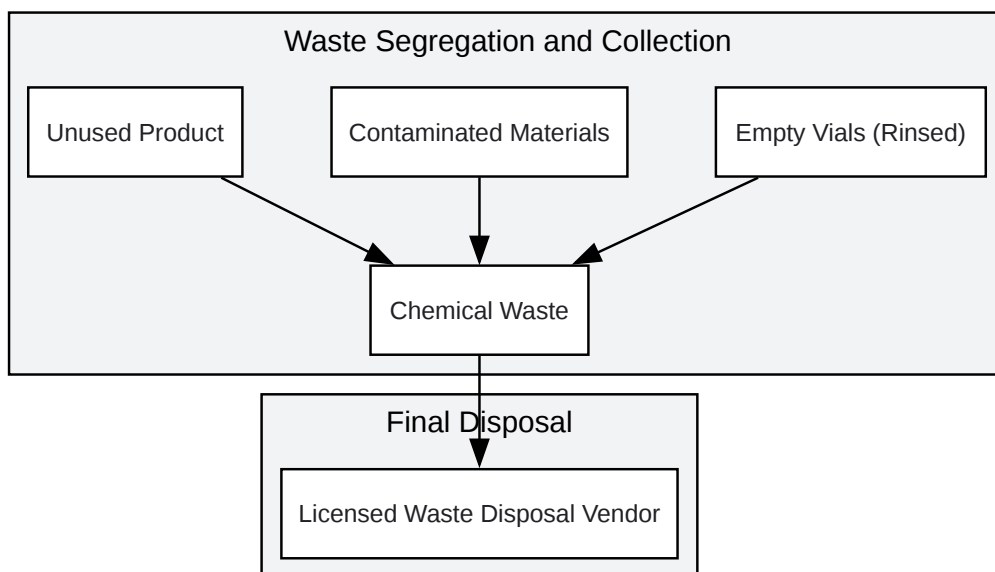 Waste Segregation and Collection
Unused Product
Contaminated Materials
Empty Vials (Rinsed)
Chemical Waste
Final Disposal
Licensed Waste Disposal Vendor